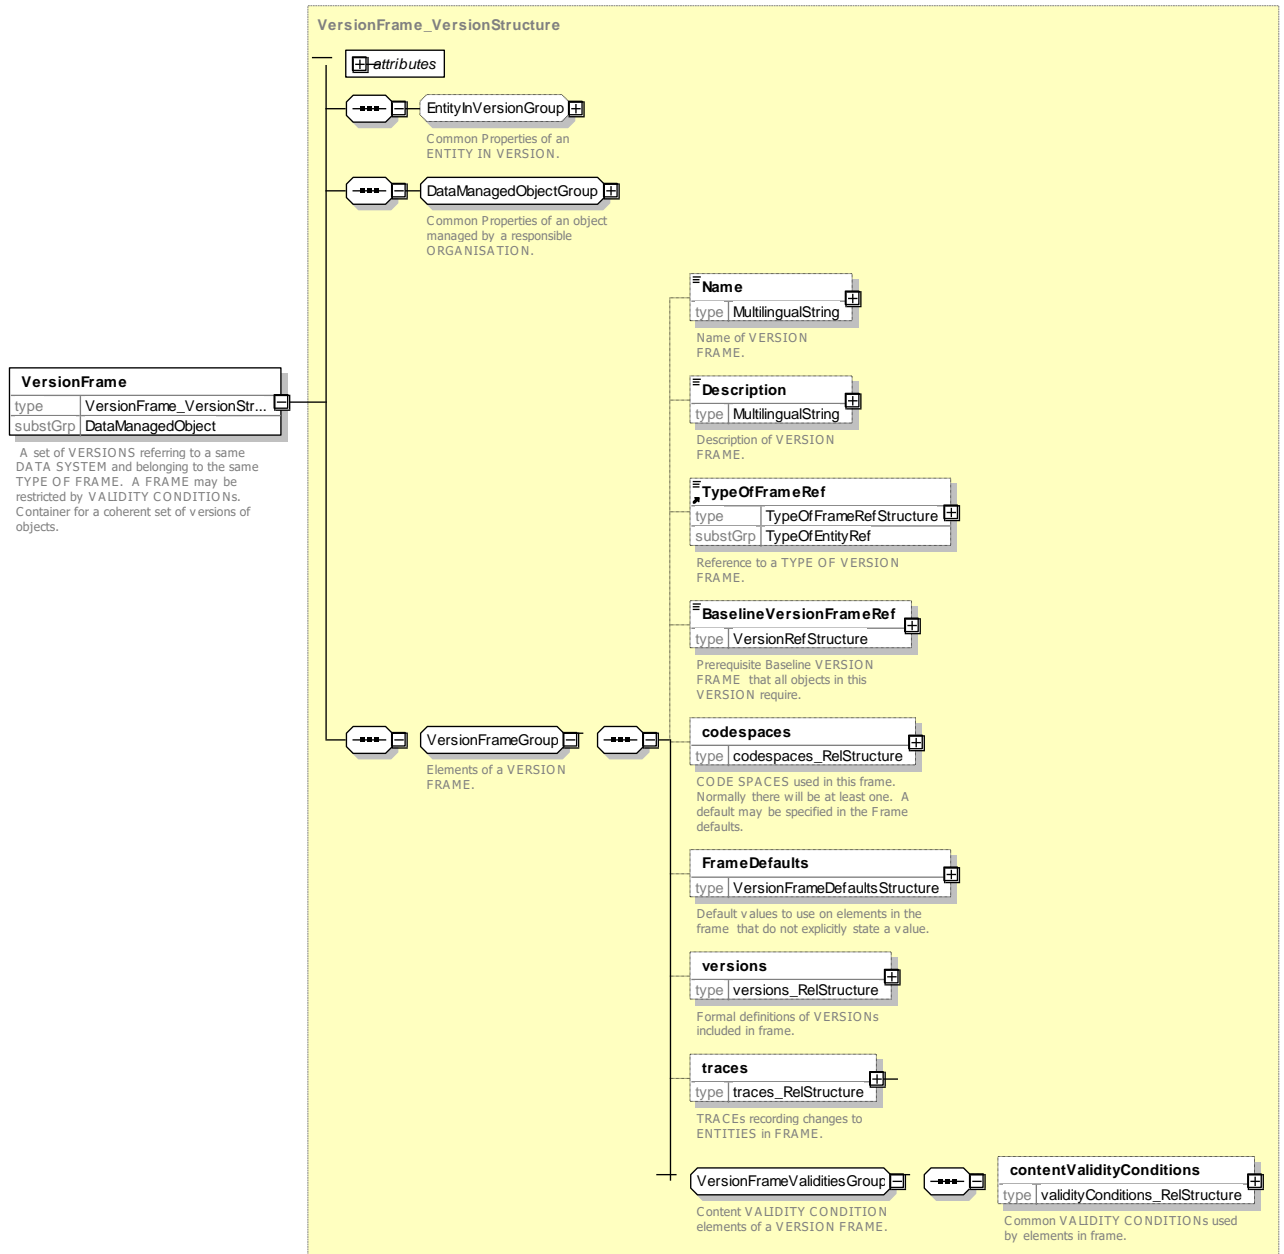 VersionFrame_VersionStructure
attributes
EntityInVersionGroup
Common Properties of an
ENTITY IN VERSION.
DataManagedObjectGroup
Common Properties of an object
managed by a responsible
ORGANISATION.
Name
type MultilingualString
Name of VERSION
FRAME.
VersionFrame
type VersionFrame_VersionStr...
substGrp DataManagedObject
A set of VERSIONS referring to a same
DATA SYSTEM and belonging to the same
TYPE OF FRAME. A FRAME may be
restricted by VALIDITY CONDITIONs.
Container for a coherent set of versions of
objects.
Description
type MultilingualString
Description of VERSION
FRAME.
TypeOfFrameRef
type TypeOfFrameRefStructure
substGrp TypeOfEntityRef
Reference to a TYPE OF VERSION
FRAME.
BaselineVersionFrameRef
type VersionRefStructure
Prerequisite Baseline VERSION
FRAME that all objects in this
VERSION require.
VersionFrameGroup
Elements of a VERSION
FRAME.
codespaces
type codespaces_RelStructure
CODE SPACES used in this frame.
Normally there will be at least one. A
default may be specified in the Frame
defaults.
FrameDefaults
type VersionFrameDefaultsStructure
Default values to use on elements in the
frame that do not explicitly state a value.
versions
type versions_RelStructure
Formal definitions of VERSIONs
included in frame.
traces
type traces_RelStructure
TRACEs recording changes to
ENTITIES in FRAME.
VersionFrameValiditiesGroup
Content VALIDITY CONDITION
elements of a VERSION FRAME.
contentValidityConditions
type validityConditions_RelStructure
Common VALIDITY CONDITIONs used
by elements in frame.